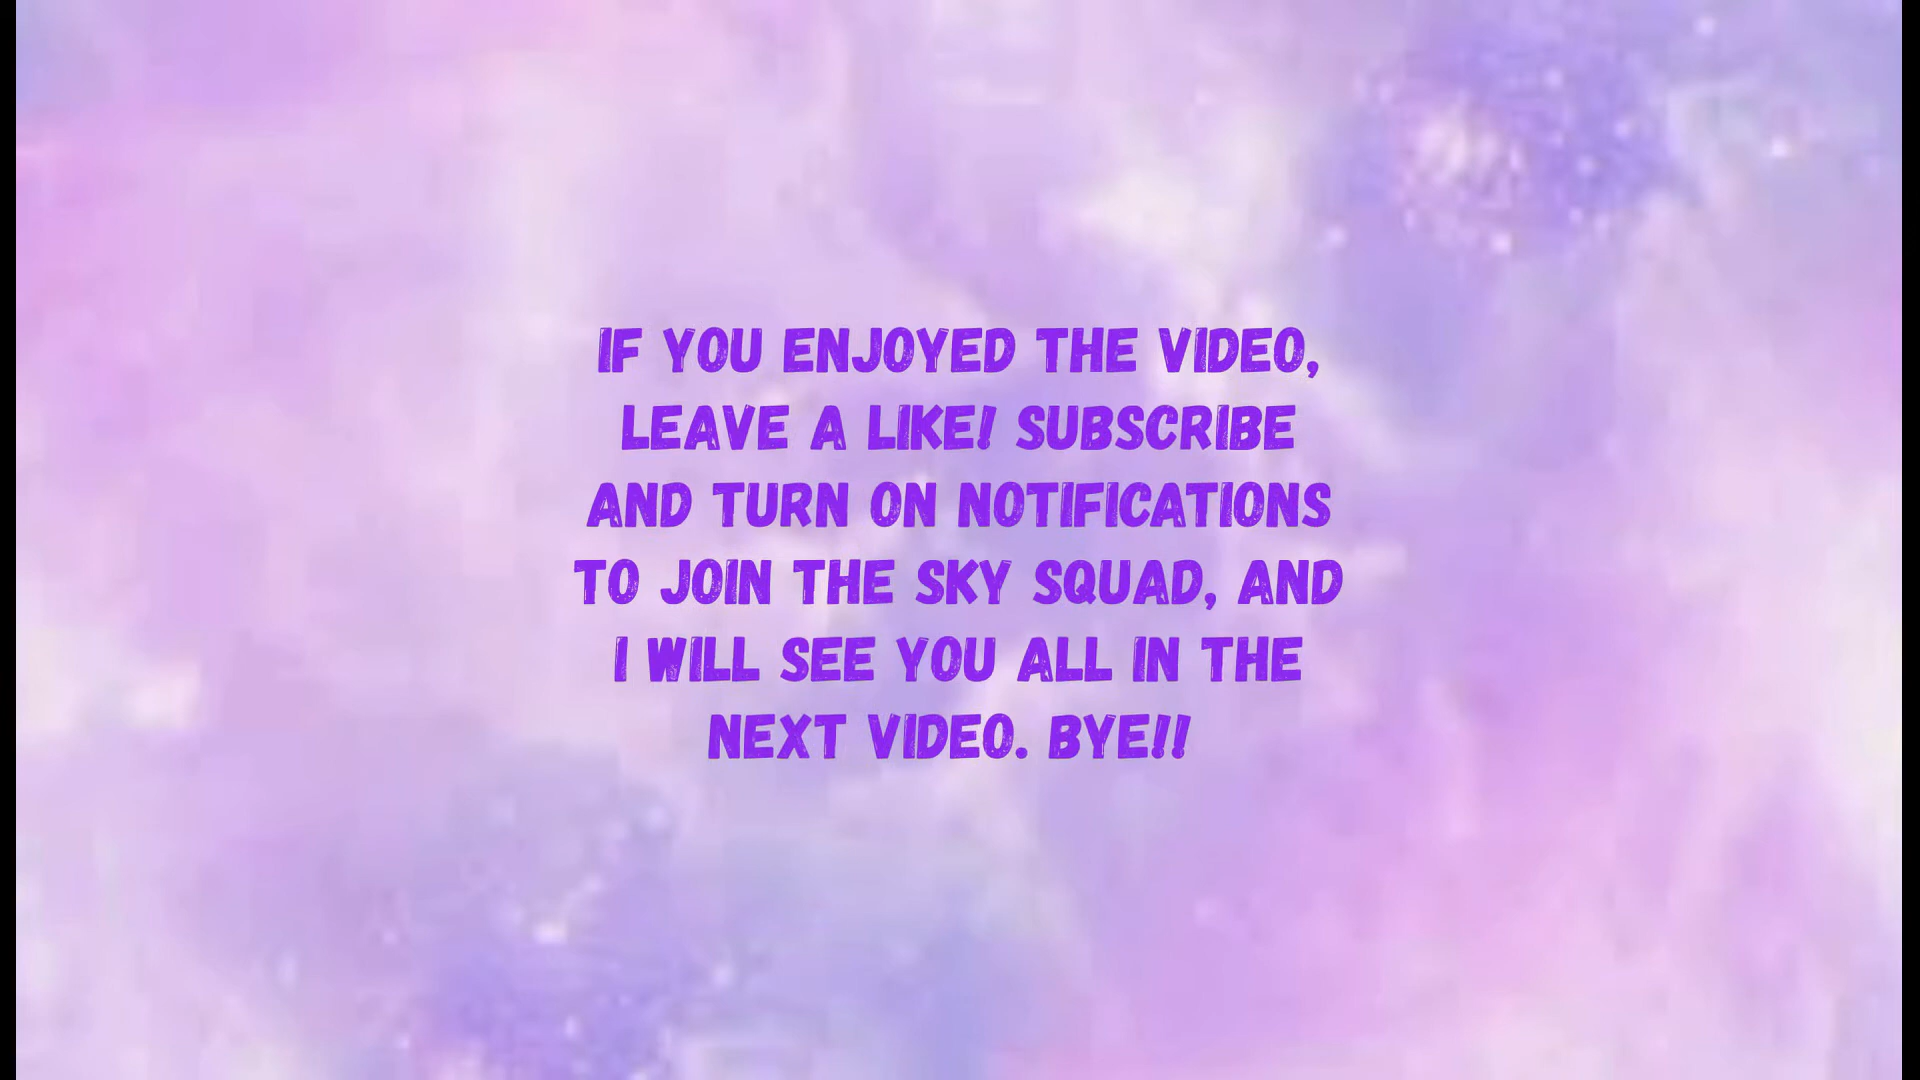 IF YOU ENJOYED THE VIDEO,
LEAVE A LIKE! SUBSCRIBE
AND TURN ON NOTIFICATIONS
TO JOIN THE SKY SQUAD, AND
I WILL SEE YOU ALL IN THE
NEXT VIDEO. BYE!!